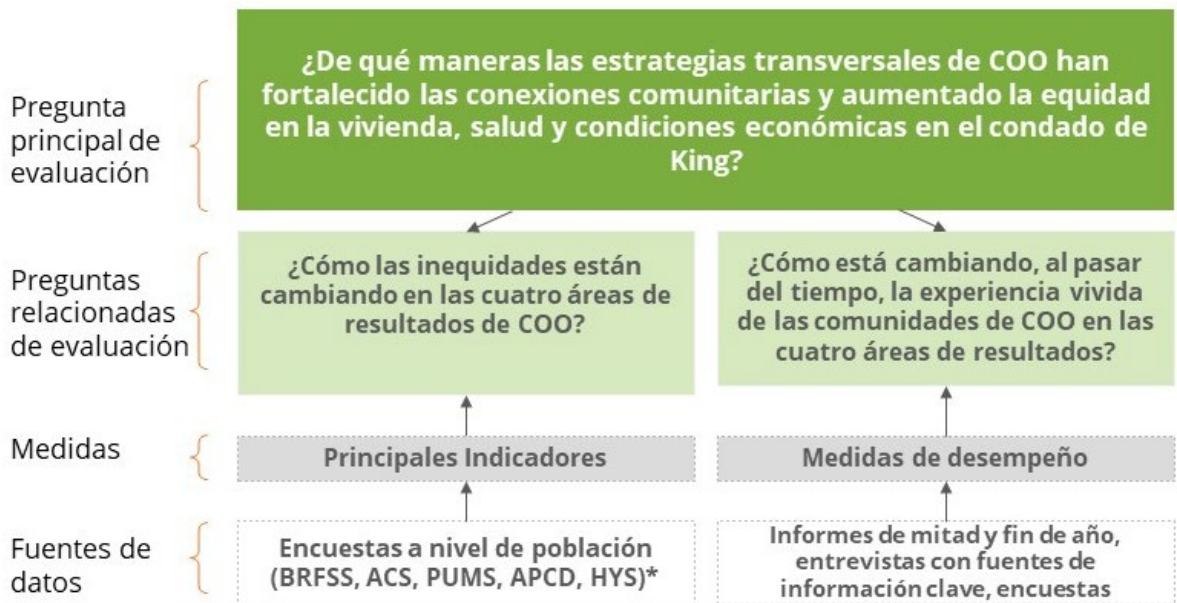 Pregunta
principal de
evaluación
¿De qué maneras las estrategias transversales de COO han
fortalecido las conexiones comunitarias y aumentado la equidad
en la vivienda, salud y condiciones económicas en el condado de
King?
Preguntas
relacionadas
de evaluación
¿Cómo las inequidades están
cambiando en las cuatro áreas de
resultados de COO?
¿Cómo está cambiando, al pasar
del tiempo, la experiencia vivida
de las comunidades de COO en las
cuatro áreas de resultados?
Medidas
Principales Indicadores
Medidas de desempeño
Fuentes de
datos
Encuestas a nivel de población
(BRFSS, ACS, PUMS, APCD, HYS)*
Informes de mitad y fin de año,
entrevistas con fuentes de
información clave, encuestas